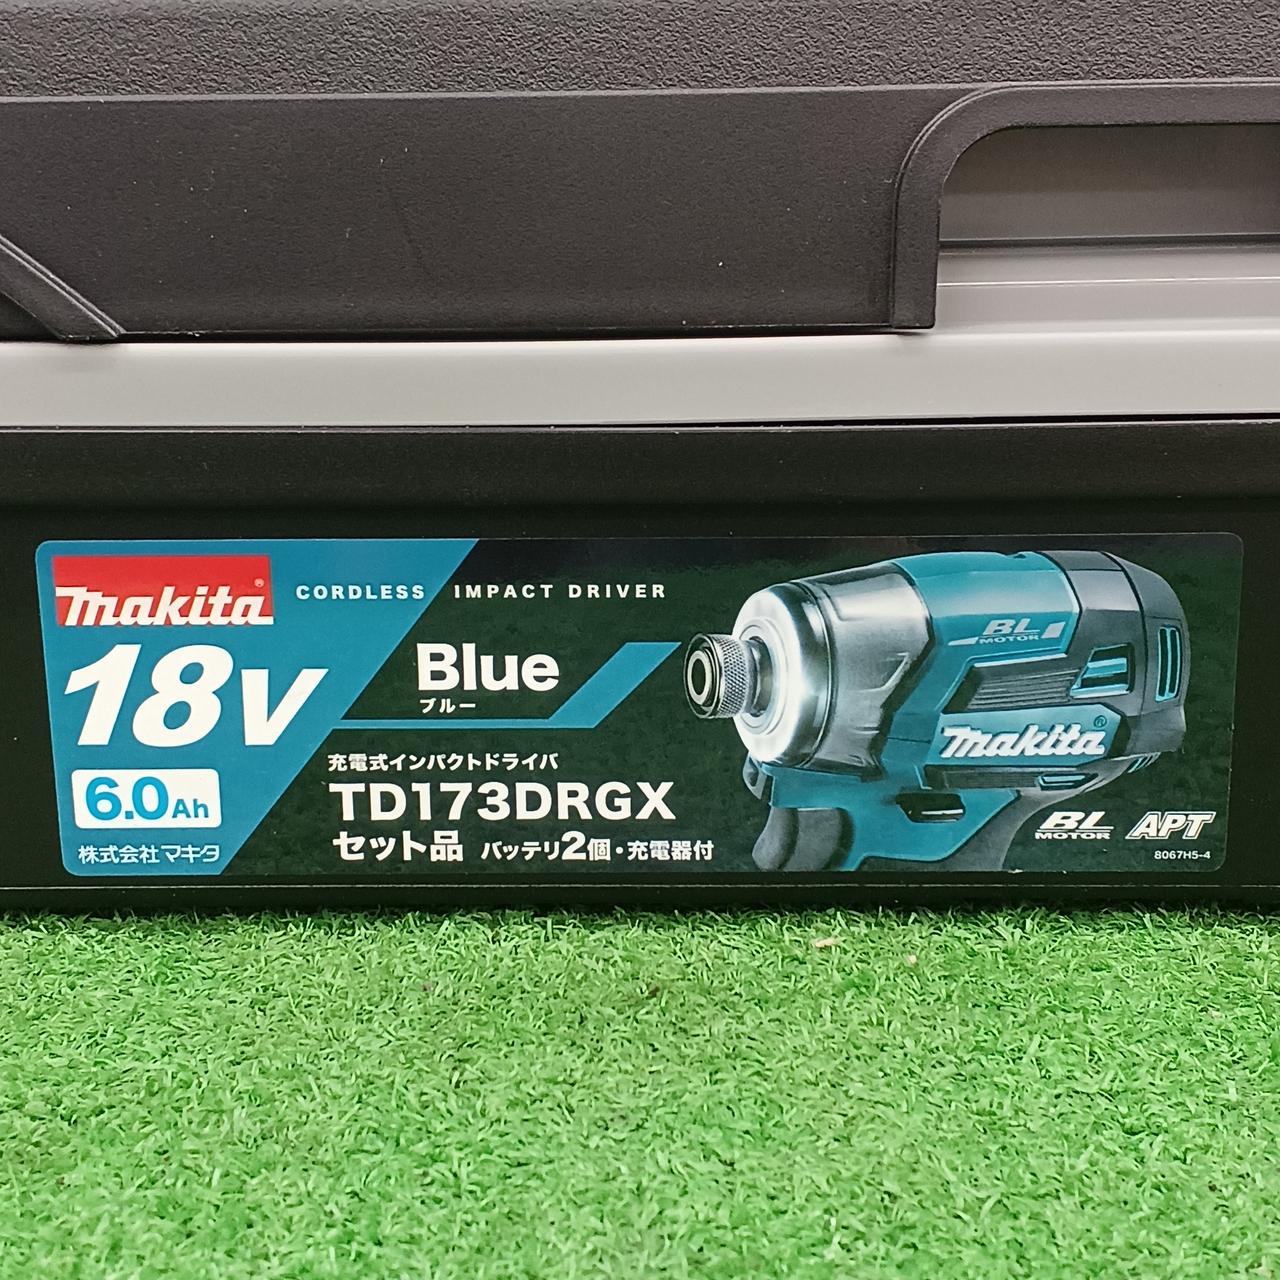 makita®
CORDLESS IMPACT DRIVER
18V
Blue
ブルー
6.0Ah
充電式インパクトドライバ
TD173DRGX
セット品 バッテリ2個・充電器付
株式会社マキタ
BL
MOTOR
makita®
BL
MOTOR
APT
8067H5-4